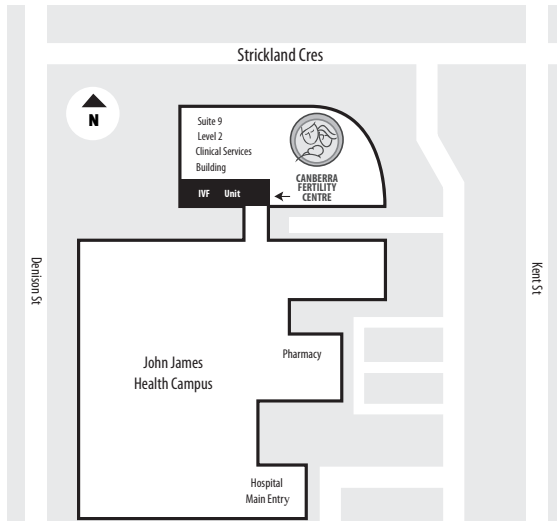 Strickland Cres
N
Suite 9
Level 2
Clinical Services
Building
CANBERRA
FERTILITY
CENTRE
IVF Unit
Denison St
Kent St
Pharmacy
John James
Health Campus
Hospital
Main Entry